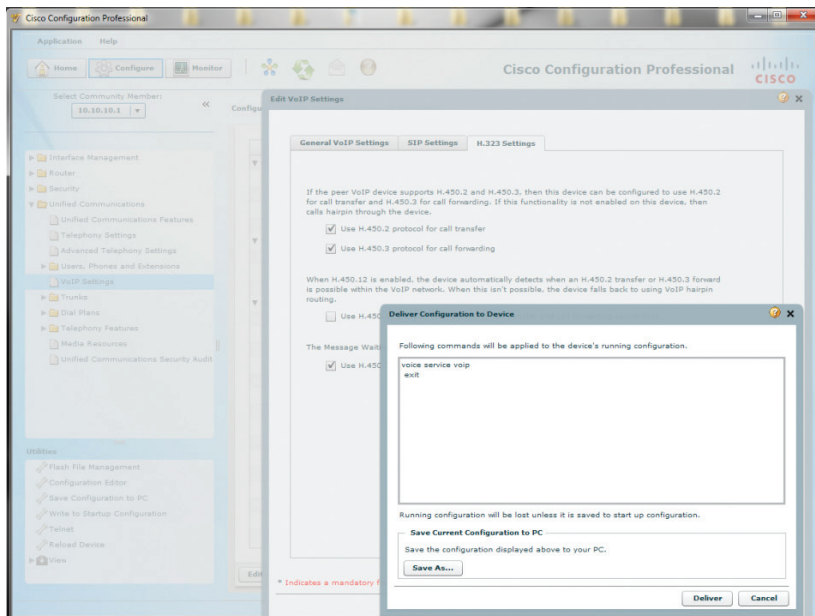 Cisco Configuration Professional
Application Help
Home Configure Monitor
Cisco Configuration Professional
CISCO
Select Community Member:
10.10.10.1
«
Interface Management
Router
Security
Unified Communications
Unified Communications Features
Telephony Settings
Advanced Telephony Settings
Users, Phones and Extensions
VoIP Settings
Trunks
Dial Plans
Telephony Features
Media Resources
Unified Communications Security Audit
Utilities
Flash File Management
Configuration Editor
Save Configuration to PC
Write to Startup Configuration
Telnet
Reload Device
View
Edit VoIP Settings
General VoIP Settings SIP Settings H.323 Settings
If the peer VoIP device supports H.450.2 and H.450.3, then this device can be configured to use H.450.2
for call transfer and H.450.3 for call forwarding. If this functionality is not enabled on this device, then
calls hairpin through the device.
Use H.450.2 protocol for call transfer
Use H.450.3 protocol for call forwarding
When H.450.12 is enabled, the device automatically detects when an H.450.2 transfer or H.450.3 forward
is possible within the VoIP network. When this isn't possible, the device falls back to using VoIP hairpin
routing.
Use H.450
The Message Waiti
Use H.450
* Indicates a mandatory f
Edit
Deliver Configuration to Device
Following commands will be applied to the device's running configuration.
voice service voip
exit
Running configuration will be lost unless it is saved to start up configuration.
Save Current Configuration to PC
Save the configuration displayed above to your PC.
Save As...
Deliver Cancel